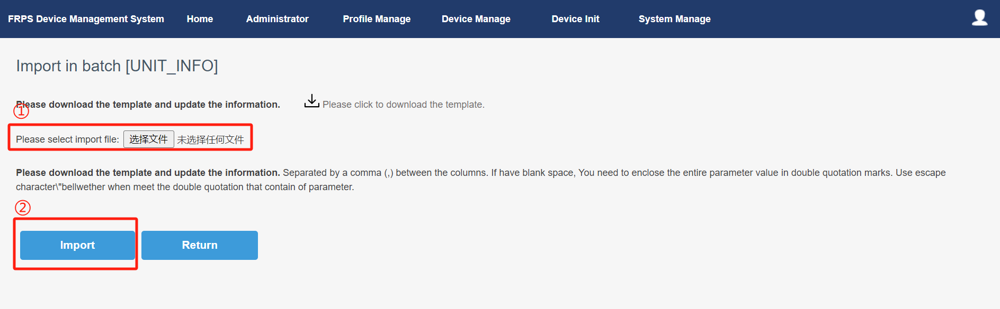 FRPS Device Management System Home Administrator Profile Manage Device Manage Device Init System Manage
Import in batch [UNIT_INFO]
Please download the template and update the information. Please click to download the template.
①
Please select import file: 选择文件 未选择任何文件
Please download the template and update the information. Separated by a comma (,) between the columns. If have blank space, You need to enclose the entire parameter value in double quotation marks. Use escape
character\"bellwether when meet the double quotation that contain of parameter.
②
Import Return